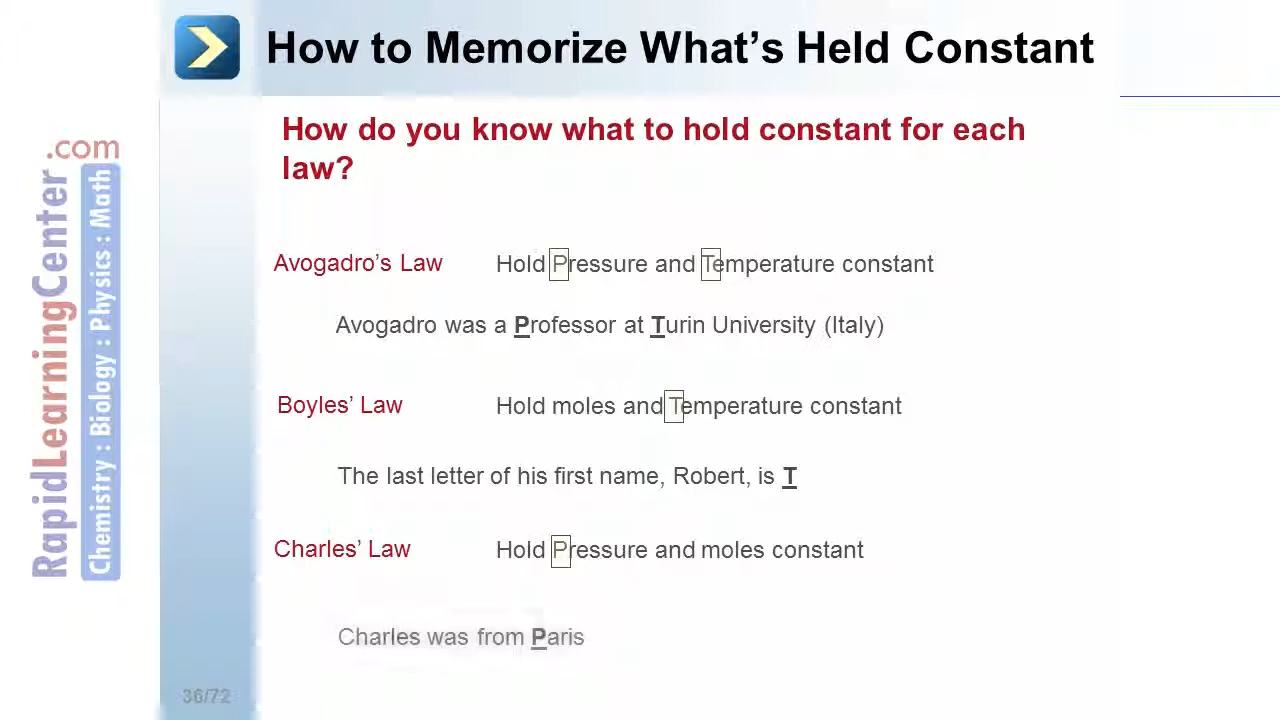 How to Memorize What's Held Constant
How do you know what to hold constant for each
law?
Avogadro's Law Hold Pressure and Temperature constant
Avogadro was a Professor at Turin University (Italy)
Boyles' Law Hold moles and Temperature constant
The last letter of his first name, Robert, is T
Charles' Law Hold Pressure and moles constant
Charles was from Paris
36/72
RapidLearningCenter.com
Chemistry : Biology : Physics : Math